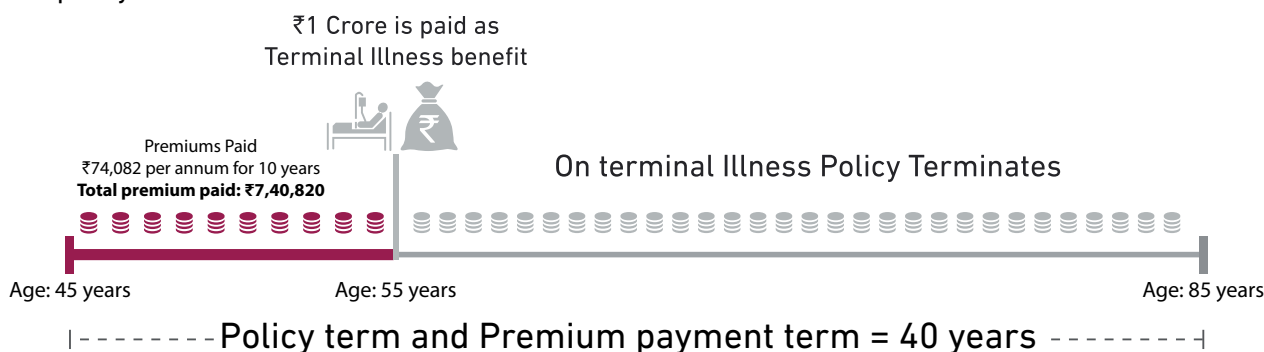 ₹1 Crore is paid as
Terminal Illness benefit
₹
Premiums Paid
₹74,082 per annum for 10 years
Total premium paid: ₹7,40,820
On terminal Illness Policy Terminates
Age: 45 years
Age: 55 years
Age: 85 years
Policy term and Premium payment term = 40 years